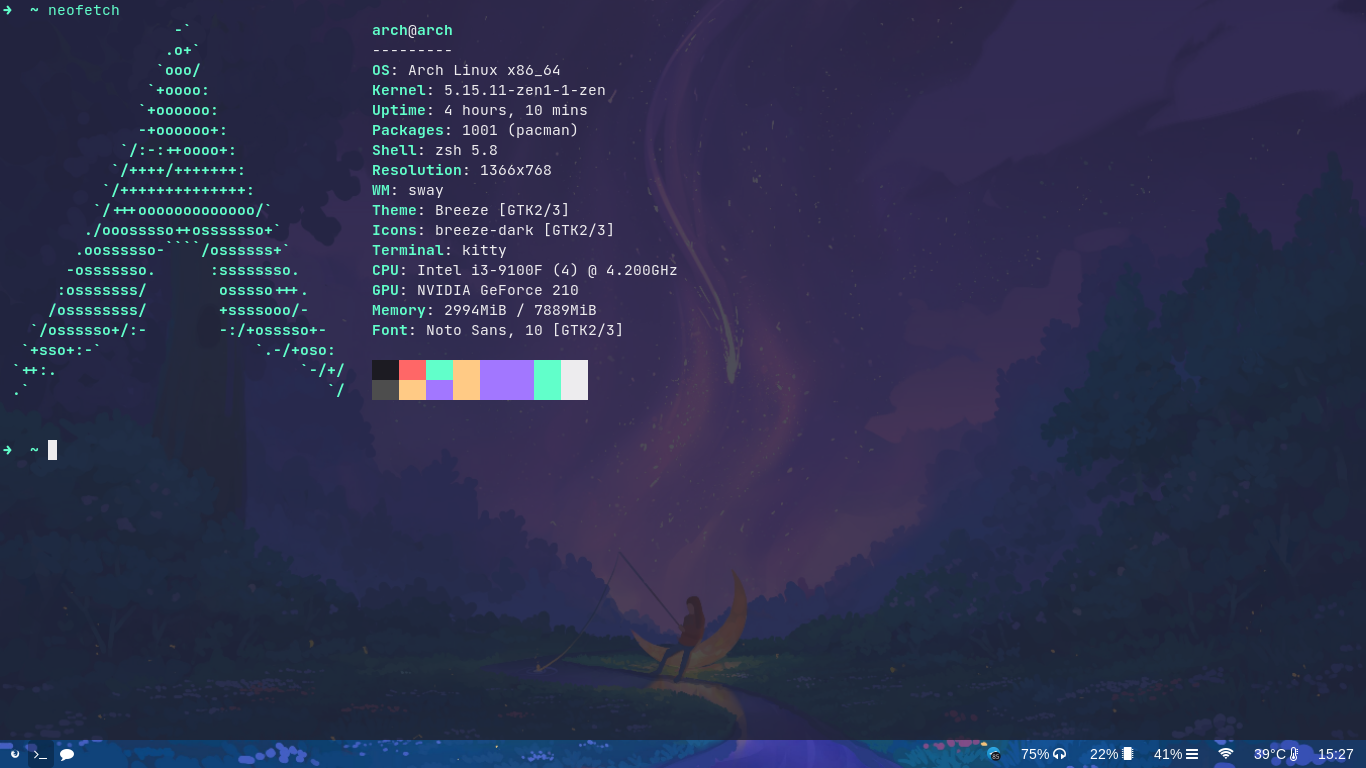 ➜  ~ neofetch
                  -`                    arch@arch
                 .o+`                   ---------
                `ooo/                   OS: Arch Linux x86_64
               `+oooo:                  Kernel: 5.15.11-zen1-1-zen
              `+oooooo:                 Uptime: 4 hours, 10 mins
              -+oooooo+:                Packages: 1001 (pacman)
            `/:-:++oooo+:               Shell: zsh 5.8
           `/++++/+++++++:              Resolution: 1366x768
          `/++++++++++++++:             WM: sway
         `/+++ooooooooooooo/`           Theme: Breeze [GTK2/3]
        ./ooosssso++osssssso+`          Icons: breeze-dark [GTK2/3]
       .oossssso-````/ossssss+`         Terminal: kitty
      -osssssso.      :ssssssso.        CPU: Intel i3-9100F (4) @ 4.200GHz
     :osssssss/        osssso+++.       GPU: NVIDIA GeForce 210
    /ossssssss/        +ssssooo/-       Memory: 2994MiB / 7889MiB
  `/ossssso+/:-        -:/+osssso+-     Font: Noto Sans, 10 [GTK2/3]
 `+sso+:-`                 `.-/+oso:
`++:.                           `-/+/
.`                                 `/
➜  ~
75% 22% 41% 39°C 15:27